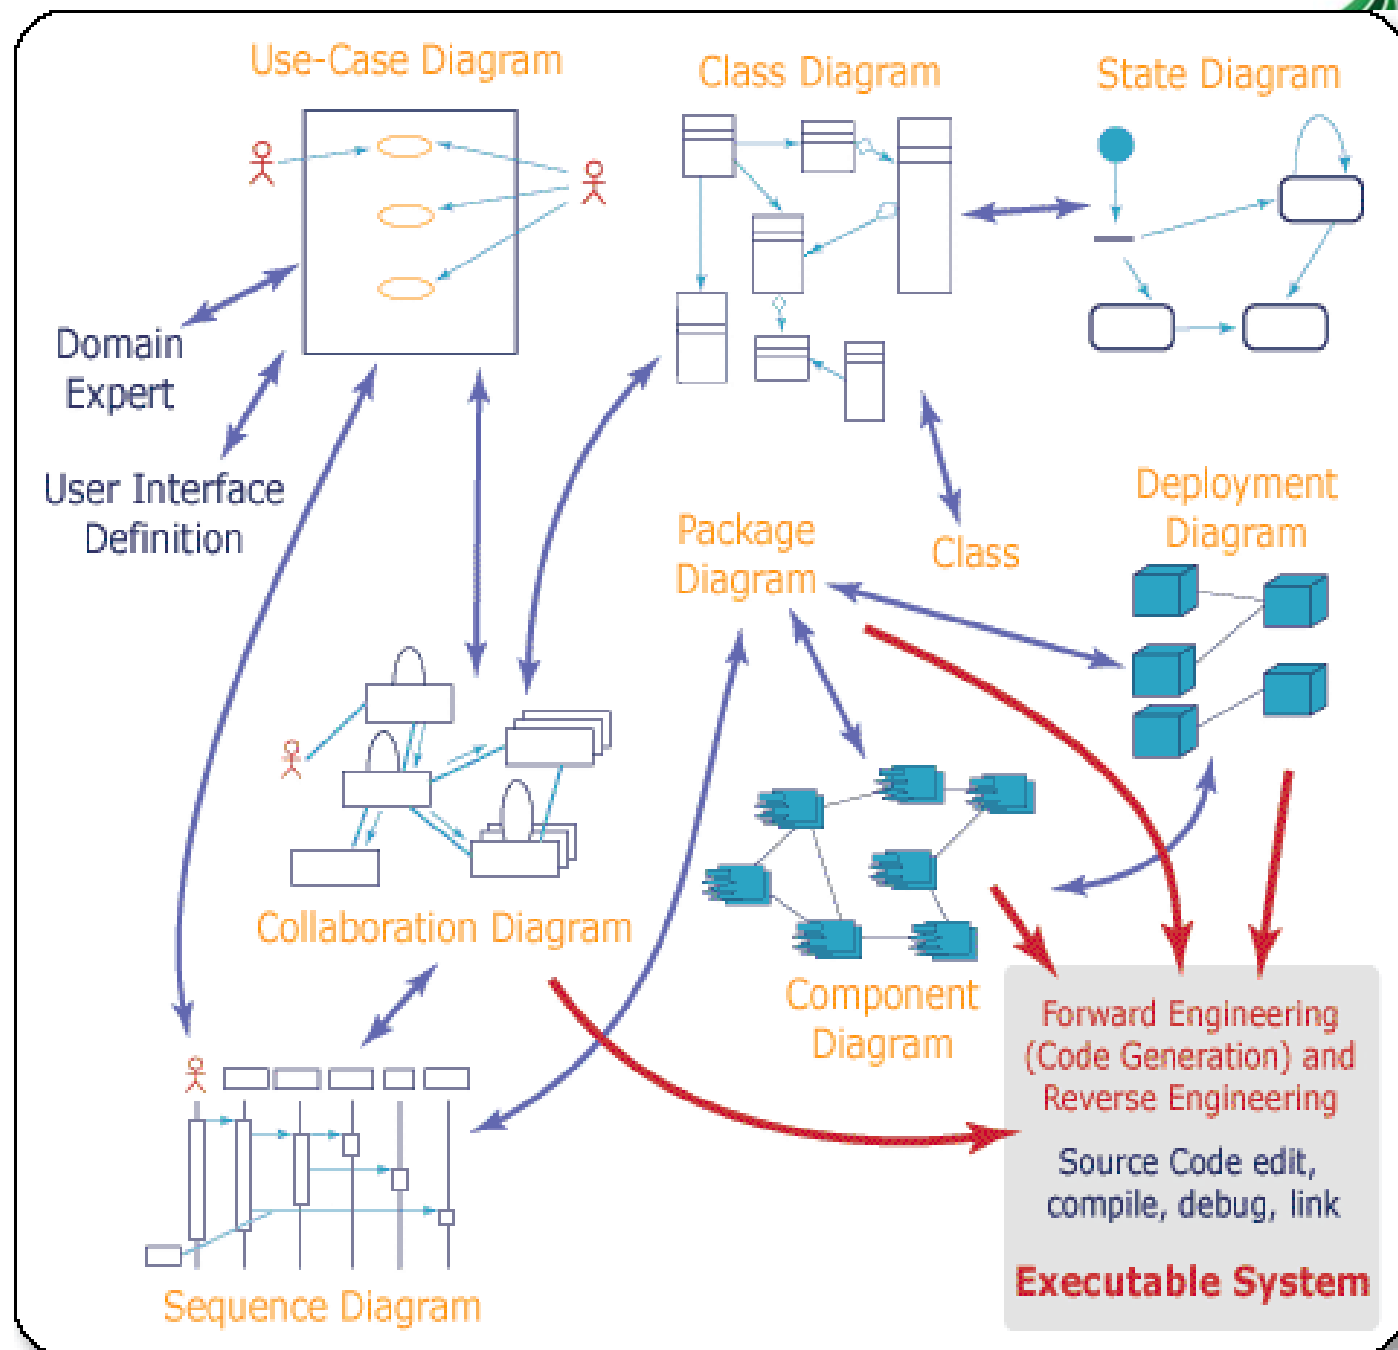 Use-Case Diagram
Class Diagram
State Diagram
Domain
Expert
User Interface
Definition
Package
Diagram
Class
Deployment
Diagram
Collaboration Diagram
Component
Diagram
Forward Engineering
(Code Generation) and
Reverse Engineering
Source Code edit,
compile, debug, link
Executable System
Sequence Diagram